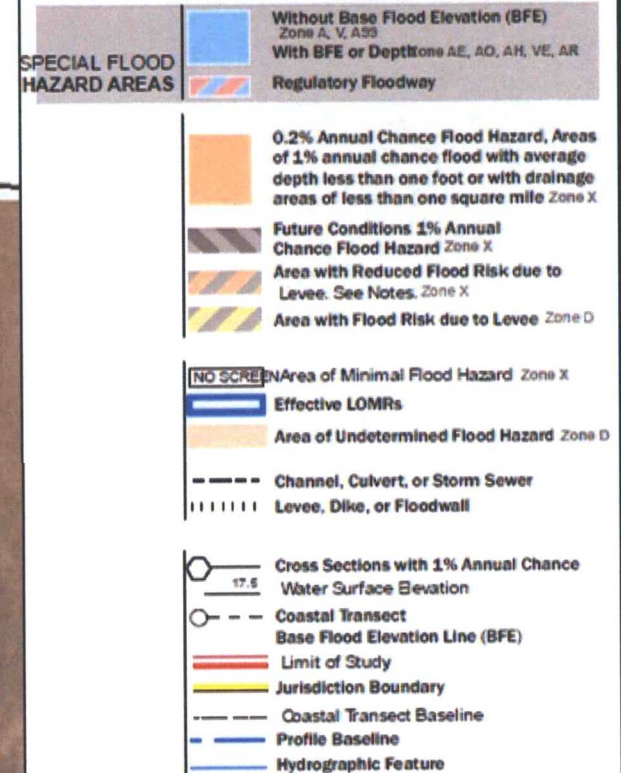 SPECIAL FLOOD
HAZARD AREAS
Without Base Flood Elevation (BFE)
Zone A, V, A99
With BFE or Depthzone AE, AO, AH, VE, AR
Regulatory Floodway
0.2% Annual Chance Flood Hazard, Areas
of 1% annual chance flood with average
depth less than one foot or with drainage
areas of less than one square mile Zone X
Future Conditions 1% Annual
Chance Flood Hazard Zone X
Area with Reduced Flood Risk due to
Levee. See Notes. Zone X
Area with Flood Risk due to Levee Zone D
NO SCREEN Area of Minimal Flood Hazard Zone X
Effective LOMRs
Area of Undetermined Flood Hazard Zone D
Channel, Culvert, or Storm Sewer
Levee, Dike, or Floodwall
Cross Sections with 1% Annual Chance
17.5 Water Surface Elevation
Coastal Transect
Base Flood Elevation Line (BFE)
Limit of Study
Jurisdiction Boundary
Coastal Transect Baseline
Profile Baseline
Hydrographic Feature